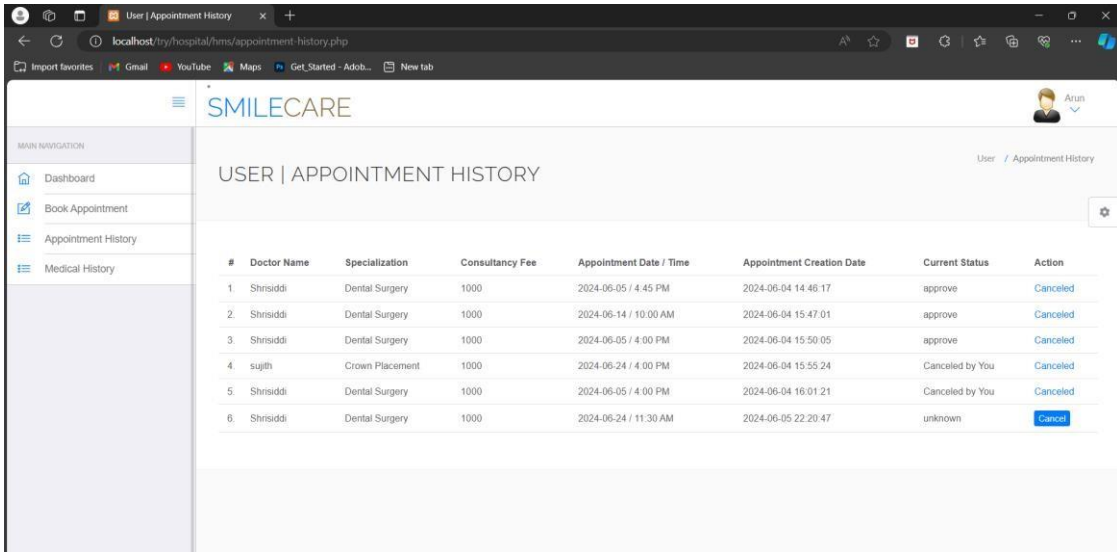 User | Appointment History
localhost/try/hospital/hms/appointment-history.php
Import favorites Gmail YouTube Maps Get_Started - Adob... New tab
SMILECARE
Arun
MAIN NAVIGATION
Dashboard
Book Appointment
Appointment History
Medical History
USER | APPOINTMENT HISTORY
User / Appointment History
# Doctor Name Specialization Consultancy Fee Appointment Date / Time Appointment Creation Date Current Status Action
1. Shrisiddi Dental Surgery 1000 2024-06-05 / 4:45 PM 2024-06-04 14:46:17 approve Canceled
2. Shrisiddi Dental Surgery 1000 2024-06-14 / 10:00 AM 2024-06-04 15:47:01 approve Canceled
3. Shrisiddi Dental Surgery 1000 2024-06-05 / 4:00 PM 2024-06-04 15:50:05 approve Canceled
4. sujith Crown Placement 1000 2024-06-24 / 4:00 PM 2024-06-04 15:55:24 Canceled by You Canceled
5. Shrisiddi Dental Surgery 1000 2024-06-05 / 4:00 PM 2024-06-04 16:01:21 Canceled by You Canceled
6. Shrisiddi Dental Surgery 1000 2024-06-24 / 11:30 AM 2024-06-05 22:20:47 unknown Cancel